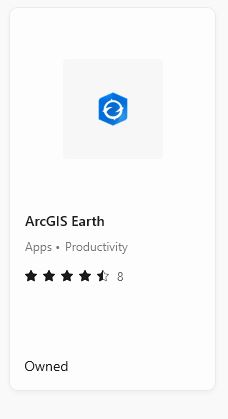 ArcGIS Earth
Apps • Productivity
8
Owned